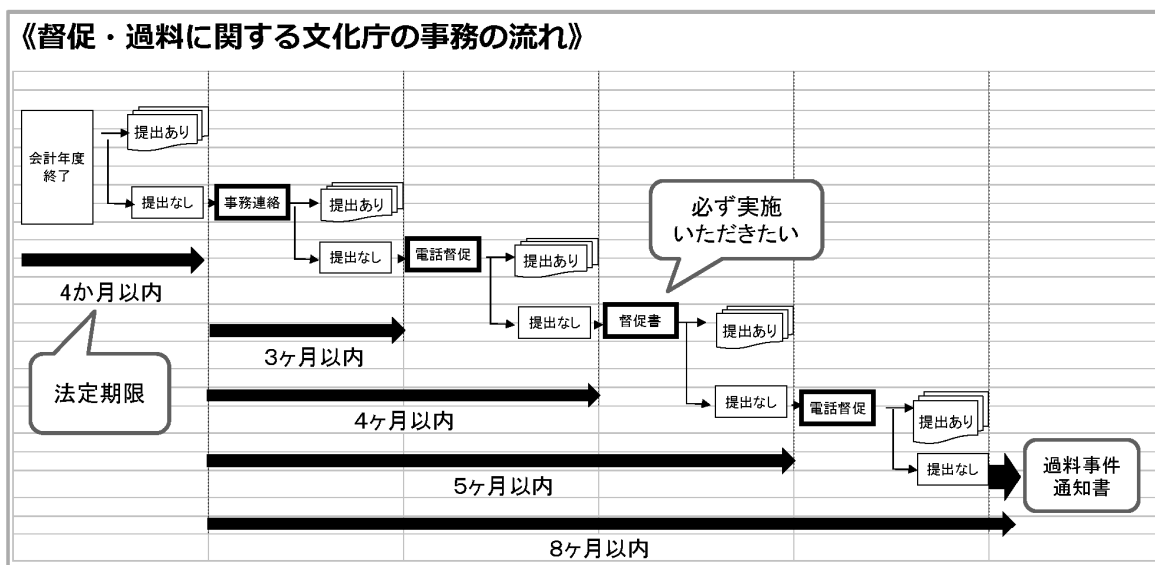 《督促・過料に関する文化庁の事務の流れ》
会計年度
終了
提出あり
提出なし
事務連絡
提出あり
提出なし
電話督促
提出あり
提出なし
督促書
提出あり
提出なし
電話督促
提出あり
提出なし
過料事件
通知書
必ず実施
いただきたい
4か月以内
法定期限
3ヶ月以内
4ヶ月以内
5ヶ月以内
8ヶ月以内